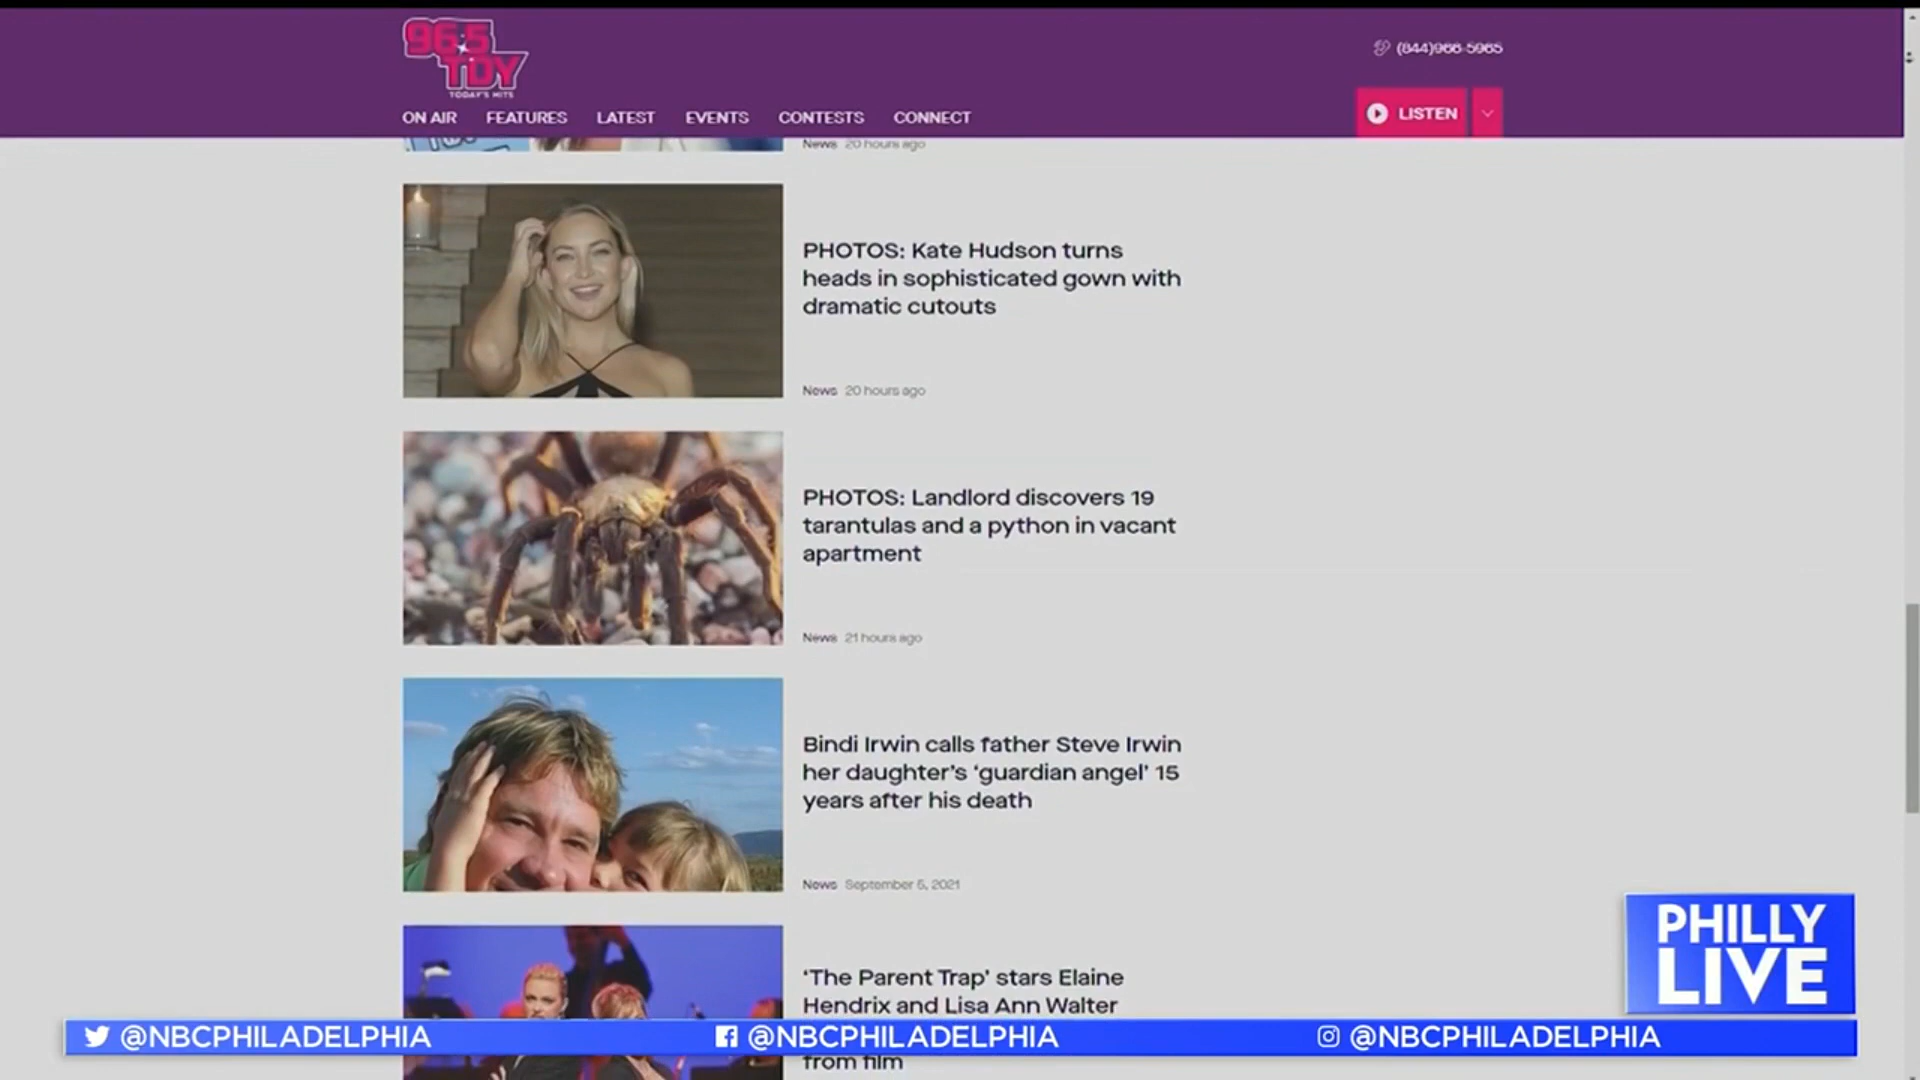 96.5
TDY
TODAY'S HITS
(844)966-5965
ON AIR FEATURES LATEST EVENTS CONTESTS CONNECT
LISTEN
News 20 hours ago
PHOTOS: Kate Hudson turns
heads in sophisticated gown with
dramatic cutouts
News 20 hours ago
PHOTOS: Landlord discovers 19
tarantulas and a python in vacant
apartment
News 21 hours ago
Bindi Irwin calls father Steve Irwin
her daughter's ‘guardian angel’ 15
years after his death
News September 5, 2021
‘The Parent Trap’ stars Elaine
Hendrix and Lisa Ann Walter
from film
PHILLY
LIVE
@NBCPHILADELPHIA @NBCPHILADELPHIA @NBCPHILADELPHIA